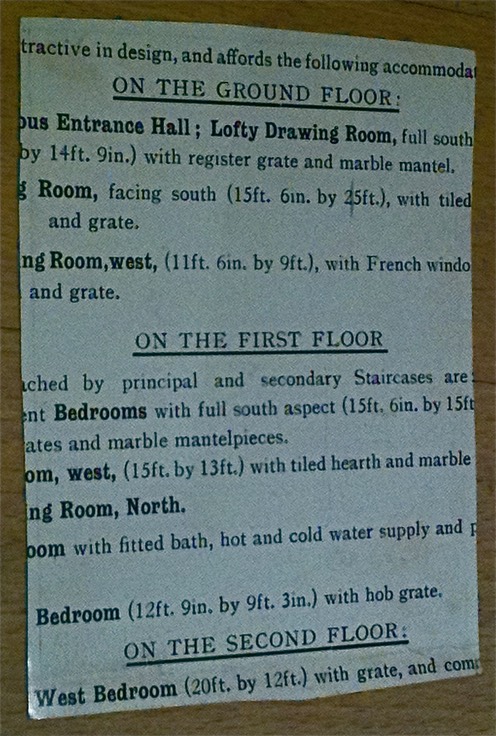 tractive in design, and affords the following accommodat
ON THE GROUND FLOOR:
ous Entrance Hall; Lofty Drawing Room, full south
by 14ft. 9in.) with register grate and marble mantel.
g Room, facing south (15ft. 6in. by 25ft.), with tiled
and grate.
ng Room, west, (11ft. 6in. by 9ft.), with French windo
and grate.
ON THE FIRST FLOOR
ached by principal and secondary Staircases are:
ent Bedrooms with full south aspect (15ft. 6in. by 15ft
ates and marble mantelpieces.
om, west, (15ft. by 13ft.) with tiled hearth and marble
ng Room, North.
oom with fitted bath, hot and cold water supply and p
Bedroom (12ft. 9in. by 9ft. 3in.) with hob grate.
ON THE SECOND FLOOR:
West Bedroom (20ft. by 12ft.) with grate, and com